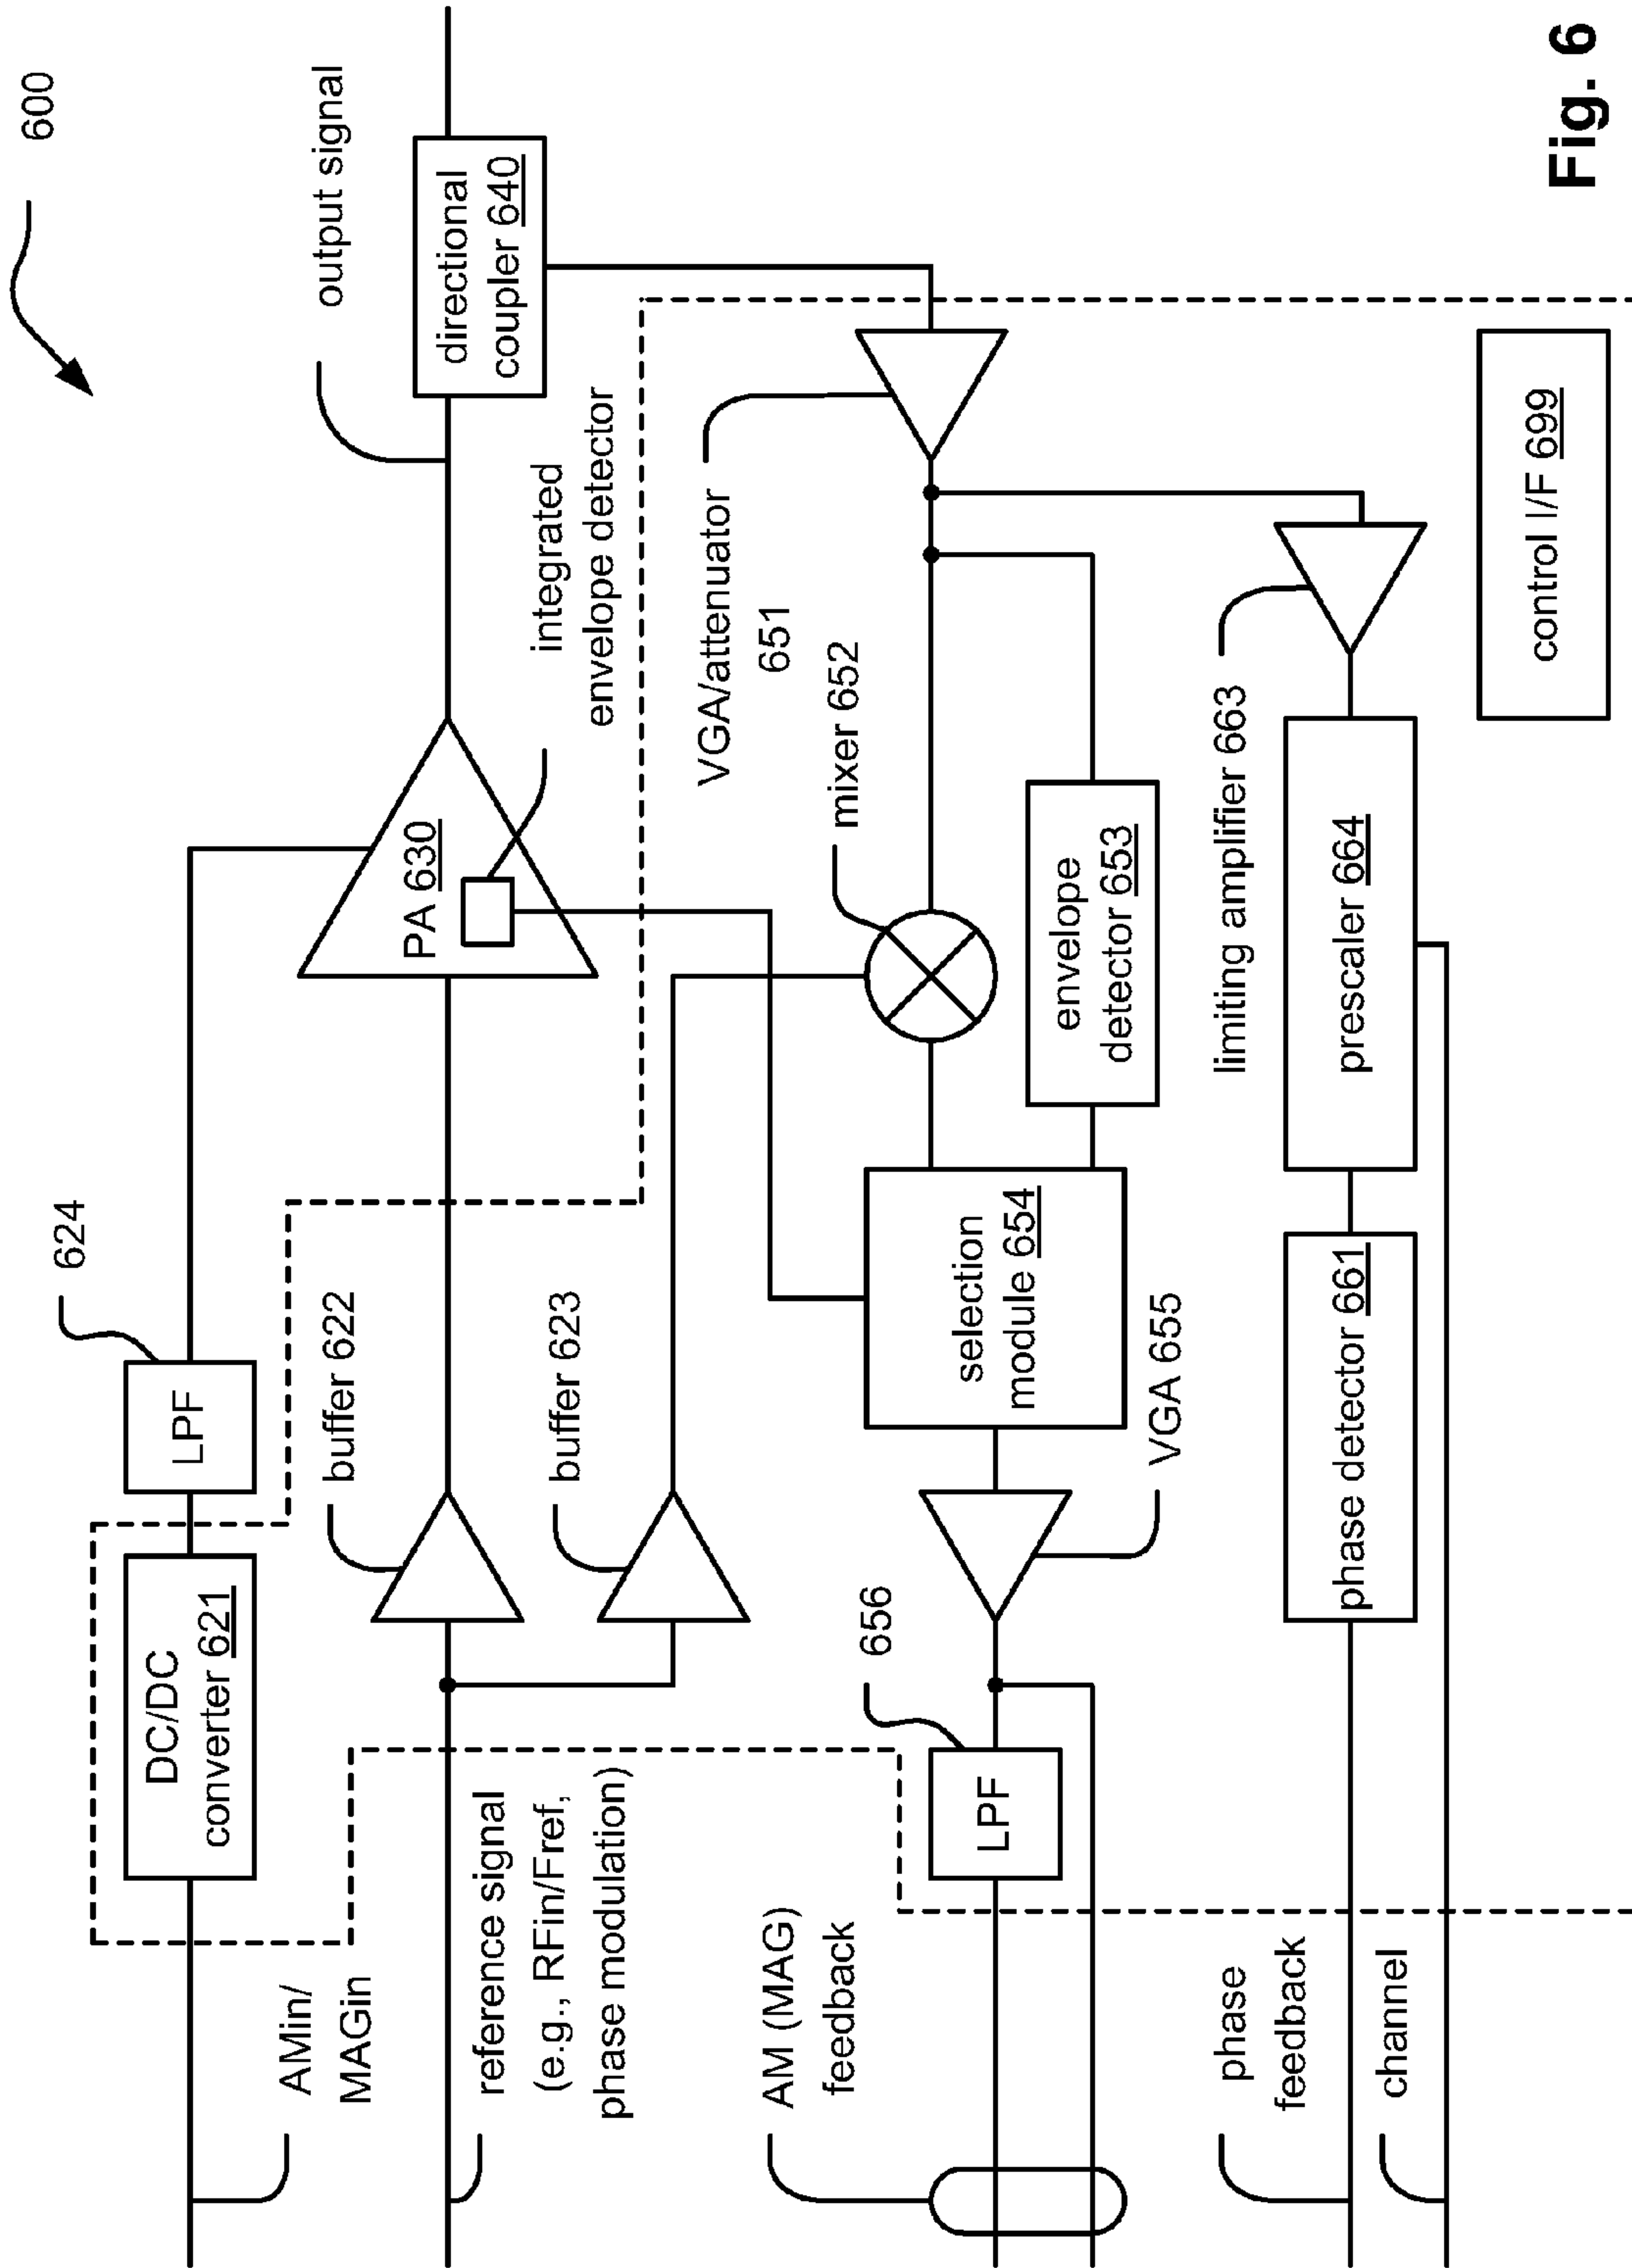 600
624
LPF
DC/DC
converter 621
AMin/
MAGin
output signal
directional
coupler 640
PA 630
integrated
envelope detector
buffer 622
buffer 623
reference signal
(e.g., RFin/Fref,
phase modulation)
VGA/attenuator
651
mixer 652
envelope
detector 653
selection
module 654
VGA 655
656
LPF
AM (MAG)
feedback
limiting amplifier 663
prescaler 664
phase detector 661
phase
feedback
channel
control I/F 699
Fig. 6